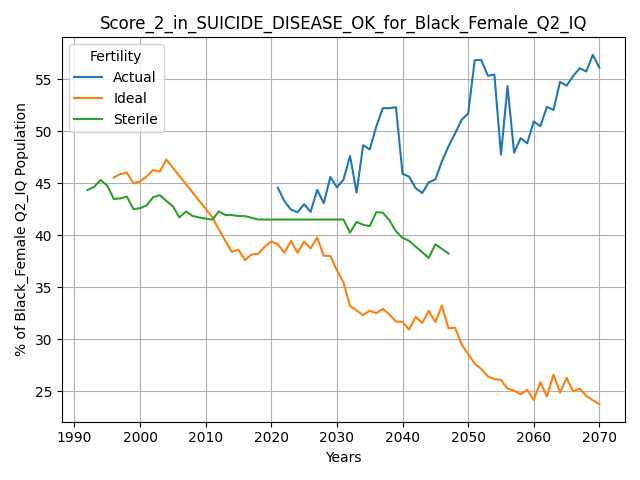 Score_2_in_SUICIDE_DISEASE_OK_for_Black_Female_Q2_IQ
Fertility
Actual
Ideal
Sterile
% of Black_Female Q2_IQ Population
55
50
45
40
35
30
25
1990 2000 2010 2020 2030 2040 2050 2060 2070
Years